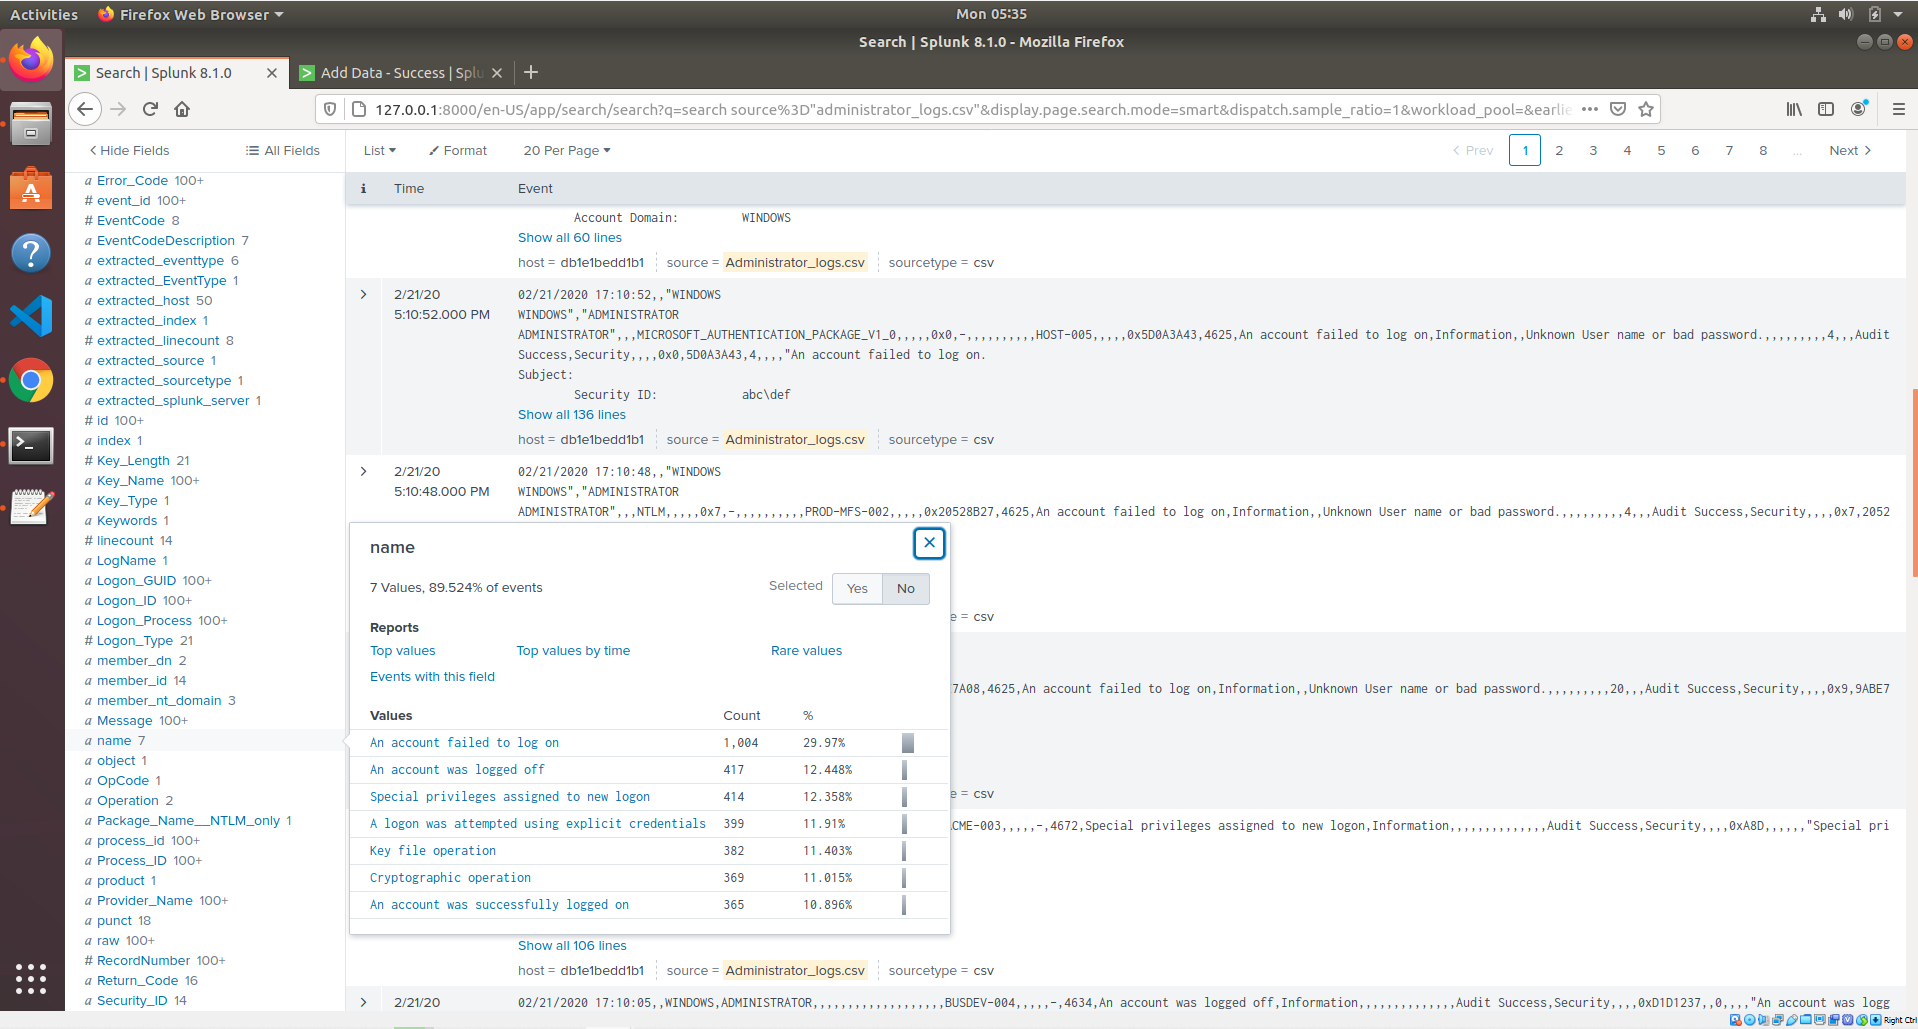 Activities
Firefox Web Browser
Mon 05:35
Search | Splunk 8.1.0 - Mozilla Firefox
Search | Splunk 8.1.0
Add Data - Success | Splu
127.0.0.1:8000/en-US/app/search/search?q=search source%3D"administrator_logs.csv"&display.page.search.mode=smart&dispatch.sample_ratio=1&workload_pool=&earlie
Hide Fields
All Fields
List
Format
20 Per Page
< Prev 1 2 3 4 5 6 7 8 ... Next >
i Time Event
a Error_Code 100+
# event_id 100+
# EventCode 8
a EventCodeDescription 7
a extracted_eventtype 6
a extracted_EventType 1
a extracted_host 50
a extracted_index 1
# extracted_linecount 8
a extracted_source 1
a extracted_sourcetype 1
a extracted_splunk_server 1
# id 100+
a index 1
# Key_Length 21
a Key_Name 100+
a Key_Type 1
a Keywords 1
# linecount 14
a LogName 1
a Logon_GUID 100+
a Logon_ID 100+
a Logon_Process 100+
# Logon_Type 21
a member_dn 2
a member_id 14
a member_nt_domain 3
a Message 100+
a name 7
a object 1
a OpCode 1
a Operation 2
a Package_Name__NTLM_only 1
a process_id 100+
a Process_ID 100+
a product 1
a Provider_Name 100+
a punct 18
a raw 100+
# RecordNumber 100+
a Return_Code 16
a Security_ID 14
Account Domain: WINDOWS
Show all 60 lines
host = db1e1bedd1b1 source = Administrator_logs.csv sourcetype = csv
2/21/20
5:10:52.000 PM
02/21/2020 17:10:52,,"WINDOWS
WINDOWS","ADMINISTRATOR
ADMINISTRATOR",,,MICROSOFT_AUTHENTICATION_PACKAGE_V1_0,,,,,0x0,-,,,,,,,,,,HOST-005,,,,,0x5D0A3A43,4625,An account failed to log on,Information,,Unknown User name or bad password.,,,,,,,,,4,,,Audit
Success,Security,,,,0x0,5D0A3A43,4,,,,"An account failed to log on.
Subject:
Security ID: abc\def
Show all 136 lines
host = db1e1bedd1b1 source = Administrator_logs.csv sourcetype = csv
2/21/20
5:10:48.000 PM
02/21/2020 17:10:48,,"WINDOWS
WINDOWS","ADMINISTRATOR
ADMINISTRATOR",,,NTLM,,,,,0x7,-,,,,,,,,,,PROD-MFS-002,,,,,0x20528B27,4625,An account failed to log on,Information,,Unknown User name or bad password.,,,,,,,,,4,,,Audit Success,Security,,,,0x7,2052
e = csv
7A08,4625,An account failed to log on,Information,,Unknown User name or bad password.,,,,,,,,,20,,,Audit Success,Security,,,,0x9,9ABE7
e = csv
CME-003,,,,,-,4672,Special privileges assigned to new logon,Information,,,,,,,,,,,,,,Audit Success,Security,,,,0xA8D,,,,,,"Special pri
name
7 Values, 89.524% of events
Selected Yes No
Reports
Top values Top values by time Rare values
Events with this field
Values Count %
An account failed to log on 1,004 29.97%
An account was logged off 417 12.448%
Special privileges assigned to new logon 414 12.358%
A logon was attempted using explicit credentials 399 11.91%
Key file operation 382 11.403%
Cryptographic operation 369 11.015%
An account was successfully logged on 365 10.896%
Show all 106 lines
host = db1e1bedd1b1 source = Administrator_logs.csv sourcetype = csv
2/21/20
02/21/2020 17:10:05,,WINDOWS,ADMINISTRATOR,,,,,,,,,,,,,,,,,,BUSDEV-004,,,,,-,4634,An account was logged off,Information,,,,,,,,,,,,,,Audit Success,Security,,,,0xD1D1237,,0,,,,"An account was logg
Right Ctrl